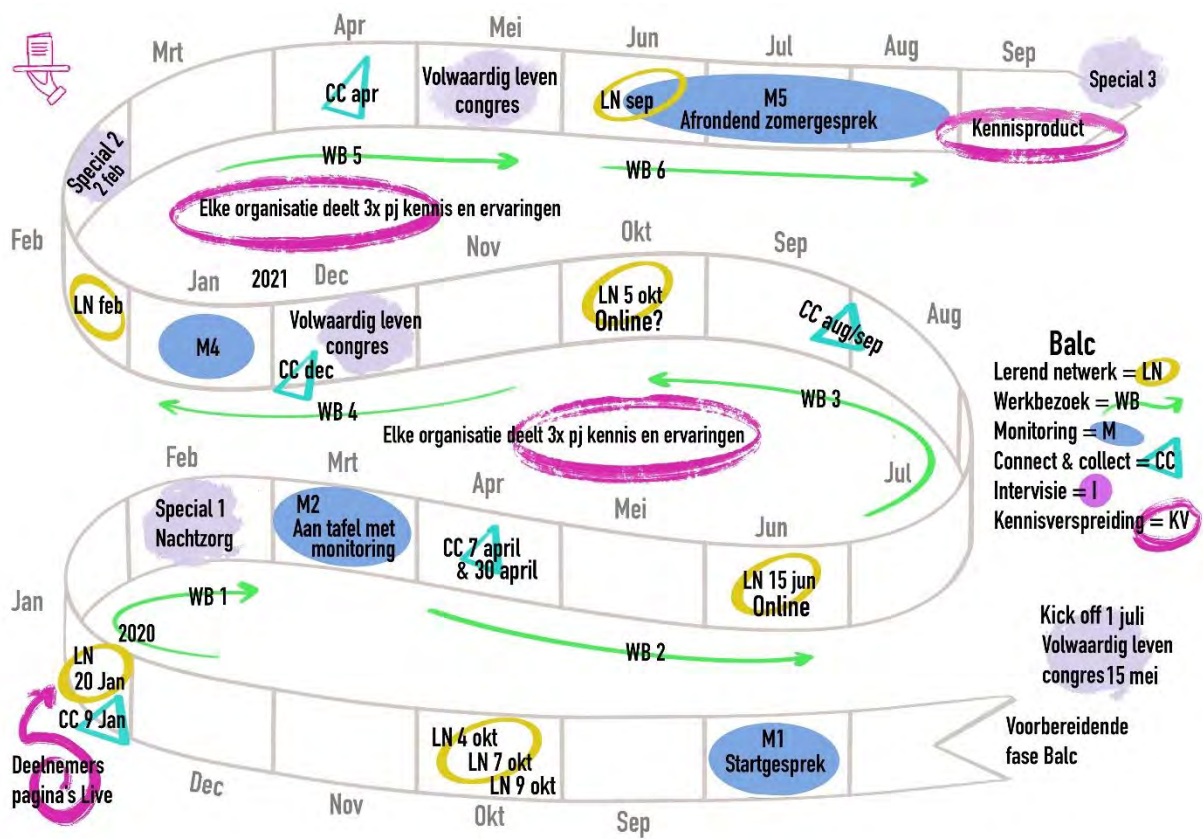 Mrt
Apr
Mei
Jun
Jul
Aug
Sep
CC apr
Volwaardig leven
congres
LN sep
M5
Afrondend zomergesprek
Special 3
Kennisproduct
Special 2
2 feb
WB 5
WB 6
Elke organisatie deelt 3x pj kennis en ervaringen
Feb
Jan
2021
Dec
Nov
Okt
Sep
Aug
LN feb
M4
Volwaardig leven
congres
CC dec
LN 5 okt
Online?
CC aug/sep
WB 4
WB 3
Elke organisatie deelt 3x pj kennis en ervaringen
Balc
Lerend netwerk = LN
Werkbezoek = WB
Monitoring = M
Connect & collect = CC
Intervisie = I
Kennisverspreiding = KV
Jan
Feb
Mrt
Apr
Mei
Jun
Jul
Special 1
Nachtzorg
M2
Aan tafel met
monitoring
CC 7 april
& 30 april
LN 15 jun
Online
WB 1
WB 2
2020
LN
20 Jan
CC 9 Jan
Deelnemers
pagina's Live
Dec
Nov
Okt
Sep
LN 4 okt
LN 7 okt
LN 9 okt
M1
Startgesprek
Kick off 1 juli
Volwaardig leven
congres 15 mei
Voorbereidende
fase Balc